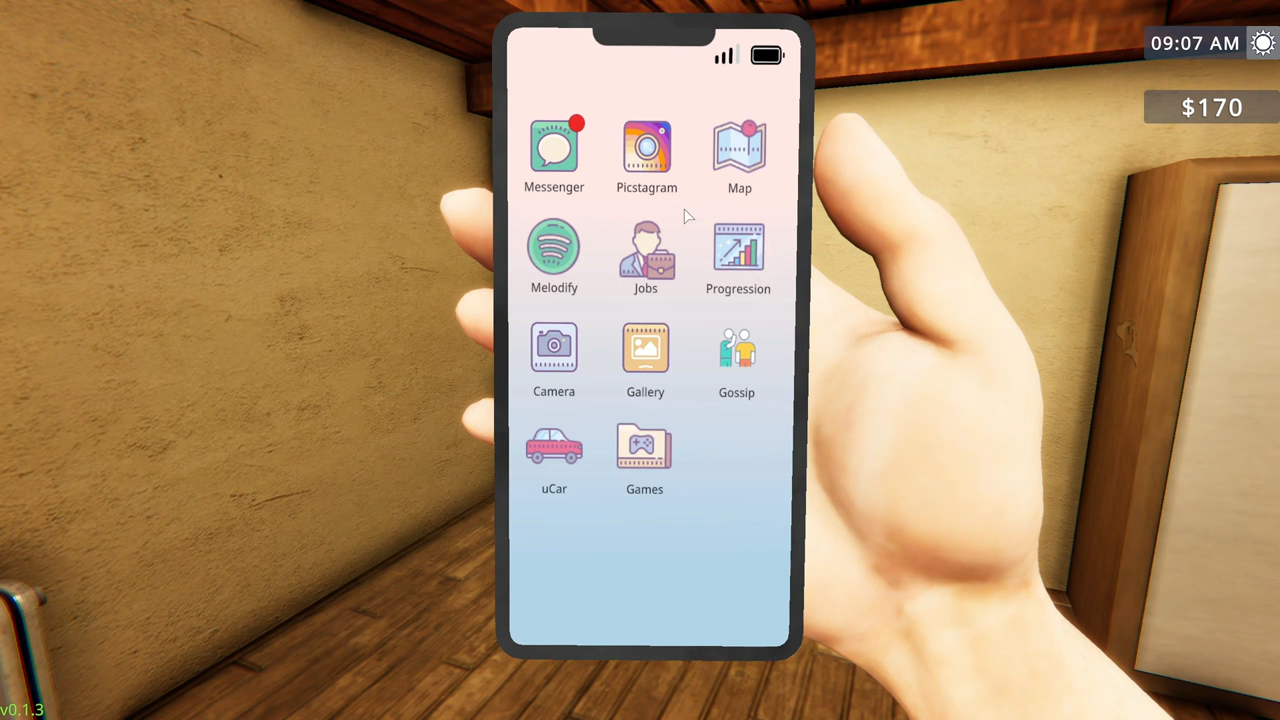 09:07 AM
$170
Messenger
Picstagram
Map
Melodify
Jobs
Progression
Camera
Gallery
Gossip
uCar
Games
v0.1.3